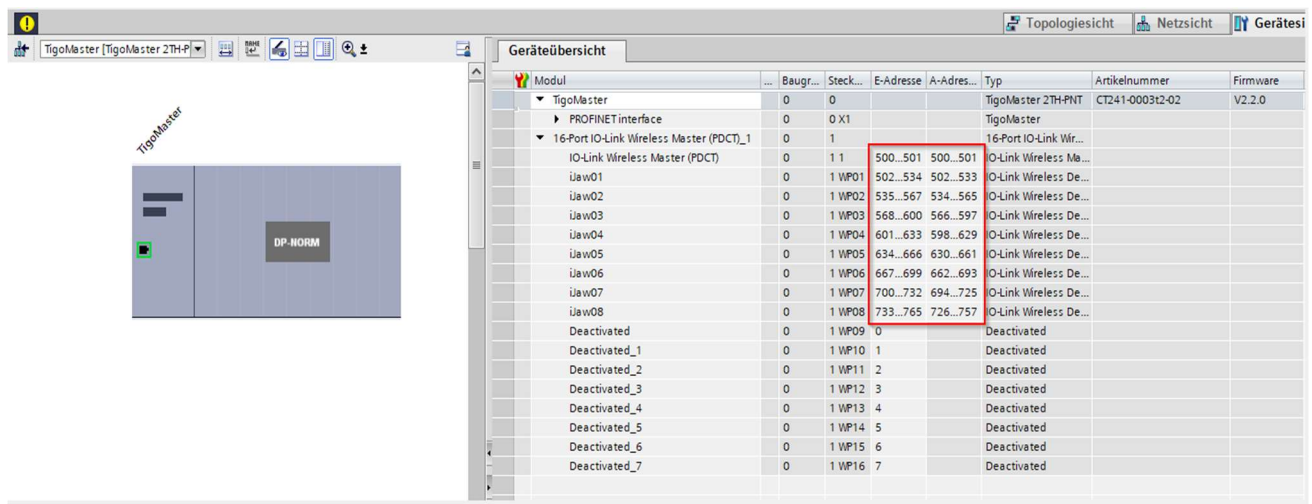 Topologiesicht Netzsicht Gerätesi
TigoMaster [TigoMaster 2TH-P
Geräteübersicht
Modul ... Baugr... Steck... E-Adresse A-Adres... Typ Artikelnummer Firmware
TigoMaster 0 0 TigoMaster 2TH-PNT CT241-0003t2-02 V2.2.0
PROFINET interface 0 0 X1 TigoMaster
16-Port IO-Link Wireless Master (PDCT)_1 0 1 16-Port IO-Link Wir...
IO-Link Wireless Master (PDCT) 0 1 1 500...501 500...501 IO-Link Wireless Ma...
iJaw01 0 1 WP01 502...534 502...533 IO-Link Wireless De...
iJaw02 0 1 WP02 535...567 534...565 IO-Link Wireless De...
iJaw03 0 1 WP03 568...600 566...597 IO-Link Wireless De...
iJaw04 0 1 WP04 601...633 598...629 IO-Link Wireless De...
iJaw05 0 1 WP05 634...666 630...661 IO-Link Wireless De...
iJaw06 0 1 WP06 667...699 662...693 IO-Link Wireless De...
iJaw07 0 1 WP07 700...732 694...725 IO-Link Wireless De...
iJaw08 0 1 WP08 733...765 726...757 IO-Link Wireless De...
Deactivated 0 1 WP09 0 Deactivated
Deactivated_1 0 1 WP10 1 Deactivated
Deactivated_2 0 1 WP11 2 Deactivated
Deactivated_3 0 1 WP12 3 Deactivated
Deactivated_4 0 1 WP13 4 Deactivated
Deactivated_5 0 1 WP14 5 Deactivated
Deactivated_6 0 1 WP15 6 Deactivated
Deactivated_7 0 1 WP16 7 Deactivated
TigoMaster
DP-NORM